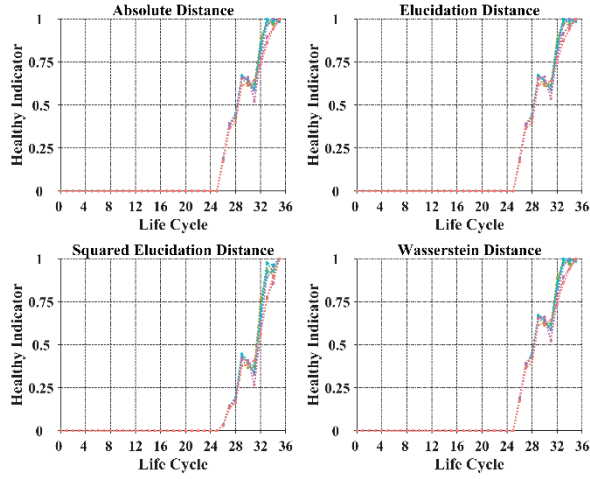 Absolute Distance
Healthy Indicator
1
0.75
0.5
0.25
0
0 4 8 12 16 20 24 28 32 36
Life Cycle
Elucidation Distance
Healthy Indicator
1
0.75
0.5
0.25
0
0 4 8 12 16 20 24 28 32 36
Life Cycle
Squared Elucidation Distance
Healthy Indicator
1
0.75
0.5
0.25
0
0 4 8 12 16 20 24 28 32 36
Life Cycle
Wasserstein Distance
Healthy Indicator
1
0.75
0.5
0.25
0
0 4 8 12 16 20 24 28 32 36
Life Cycle